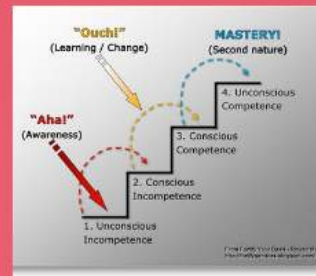 "Ouch!"
(Learning / Change)
MASTERY!
(Second nature)
"Aha!"
(Awareness)
4. Unconscious
Competence
3. Conscious
Competence
2. Conscious
Incompetence
1. Unconscious
Incompetence